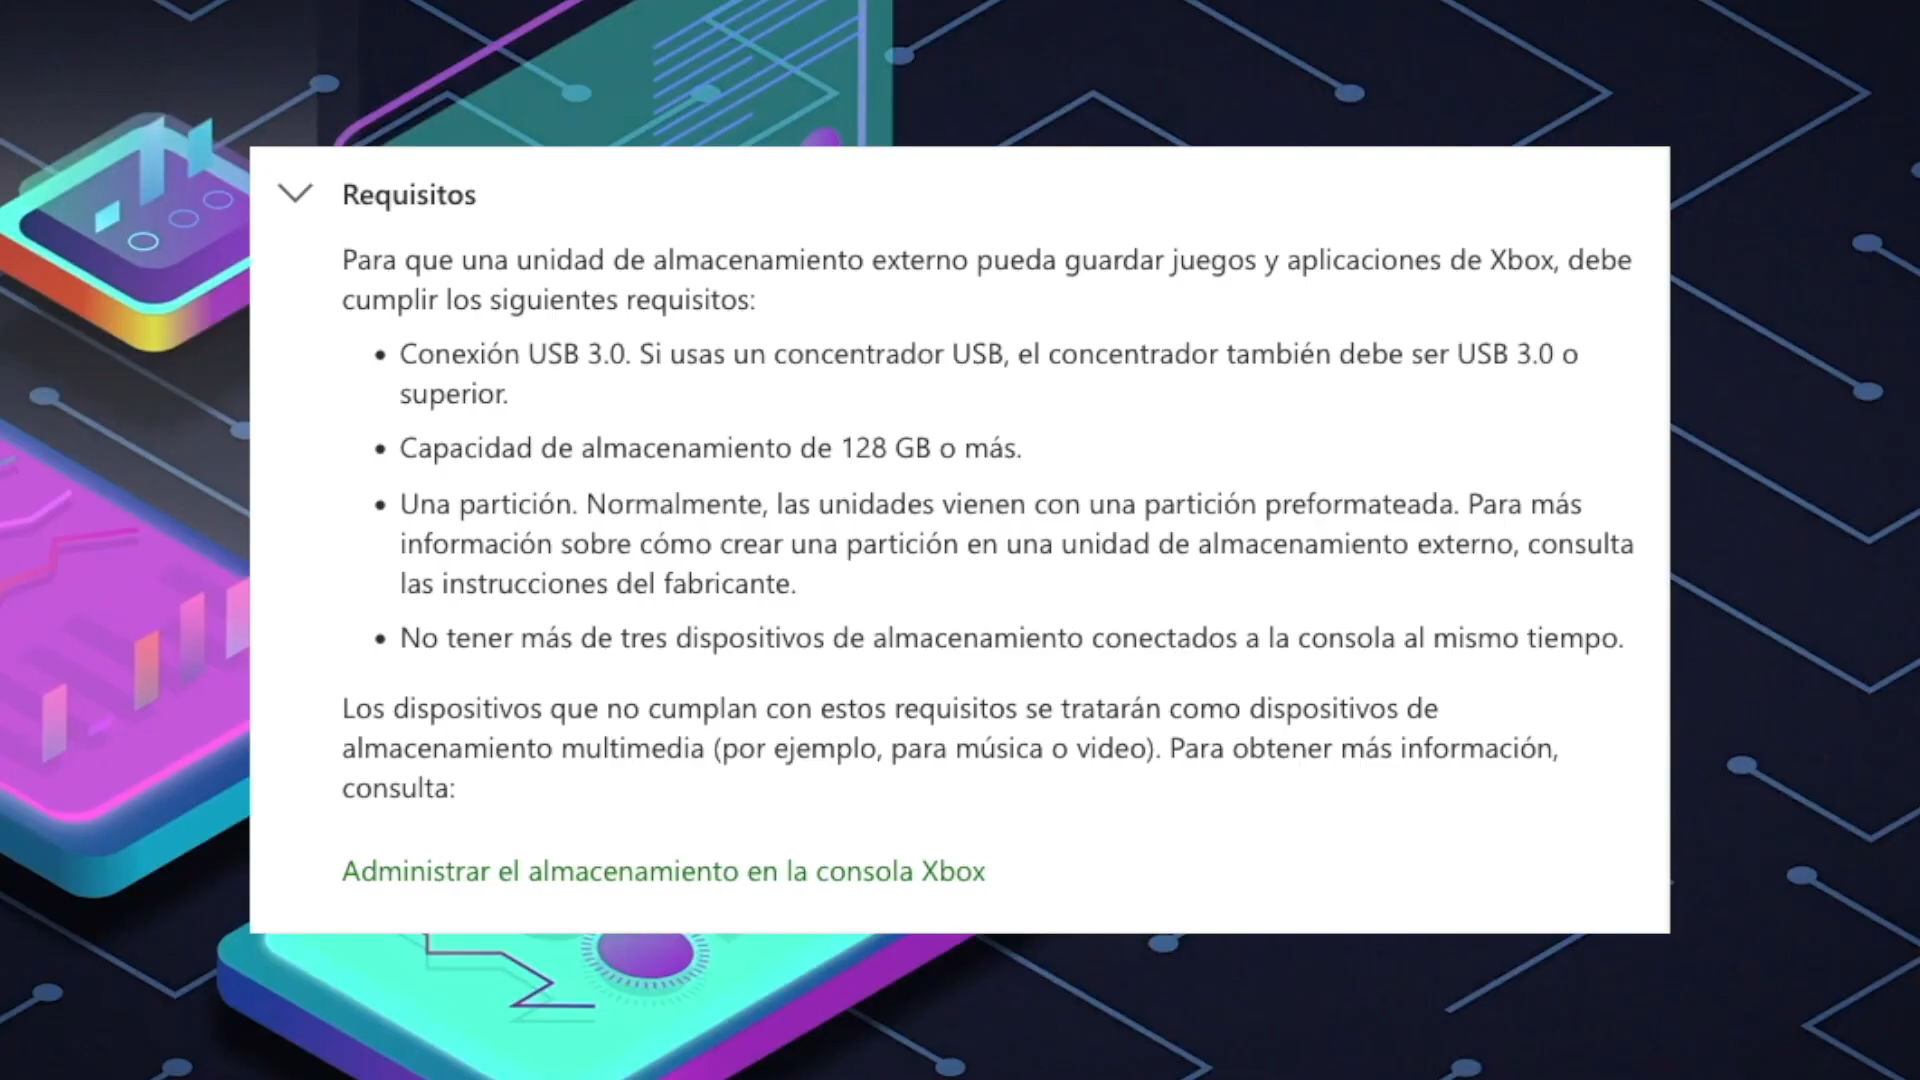 Requisitos
Para que una unidad de almacenamiento externo pueda guardar juegos y aplicaciones de Xbox, debe
cumplir los siguientes requisitos:
• Conexión USB 3.0. Si usas un concentrador USB, el concentrador también debe ser USB 3.0 o
superior.
• Capacidad de almacenamiento de 128 GB o más.
• Una partición. Normalmente, las unidades vienen con una partición preformateada. Para más
información sobre cómo crear una partición en una unidad de almacenamiento externo, consulta
las instrucciones del fabricante.
• No tener más de tres dispositivos de almacenamiento conectados a la consola al mismo tiempo.
Los dispositivos que no cumplan con estos requisitos se tratarán como dispositivos de
almacenamiento multimedia (por ejemplo, para música o video). Para obtener más información,
consulta:
Administrar el almacenamiento en la consola Xbox